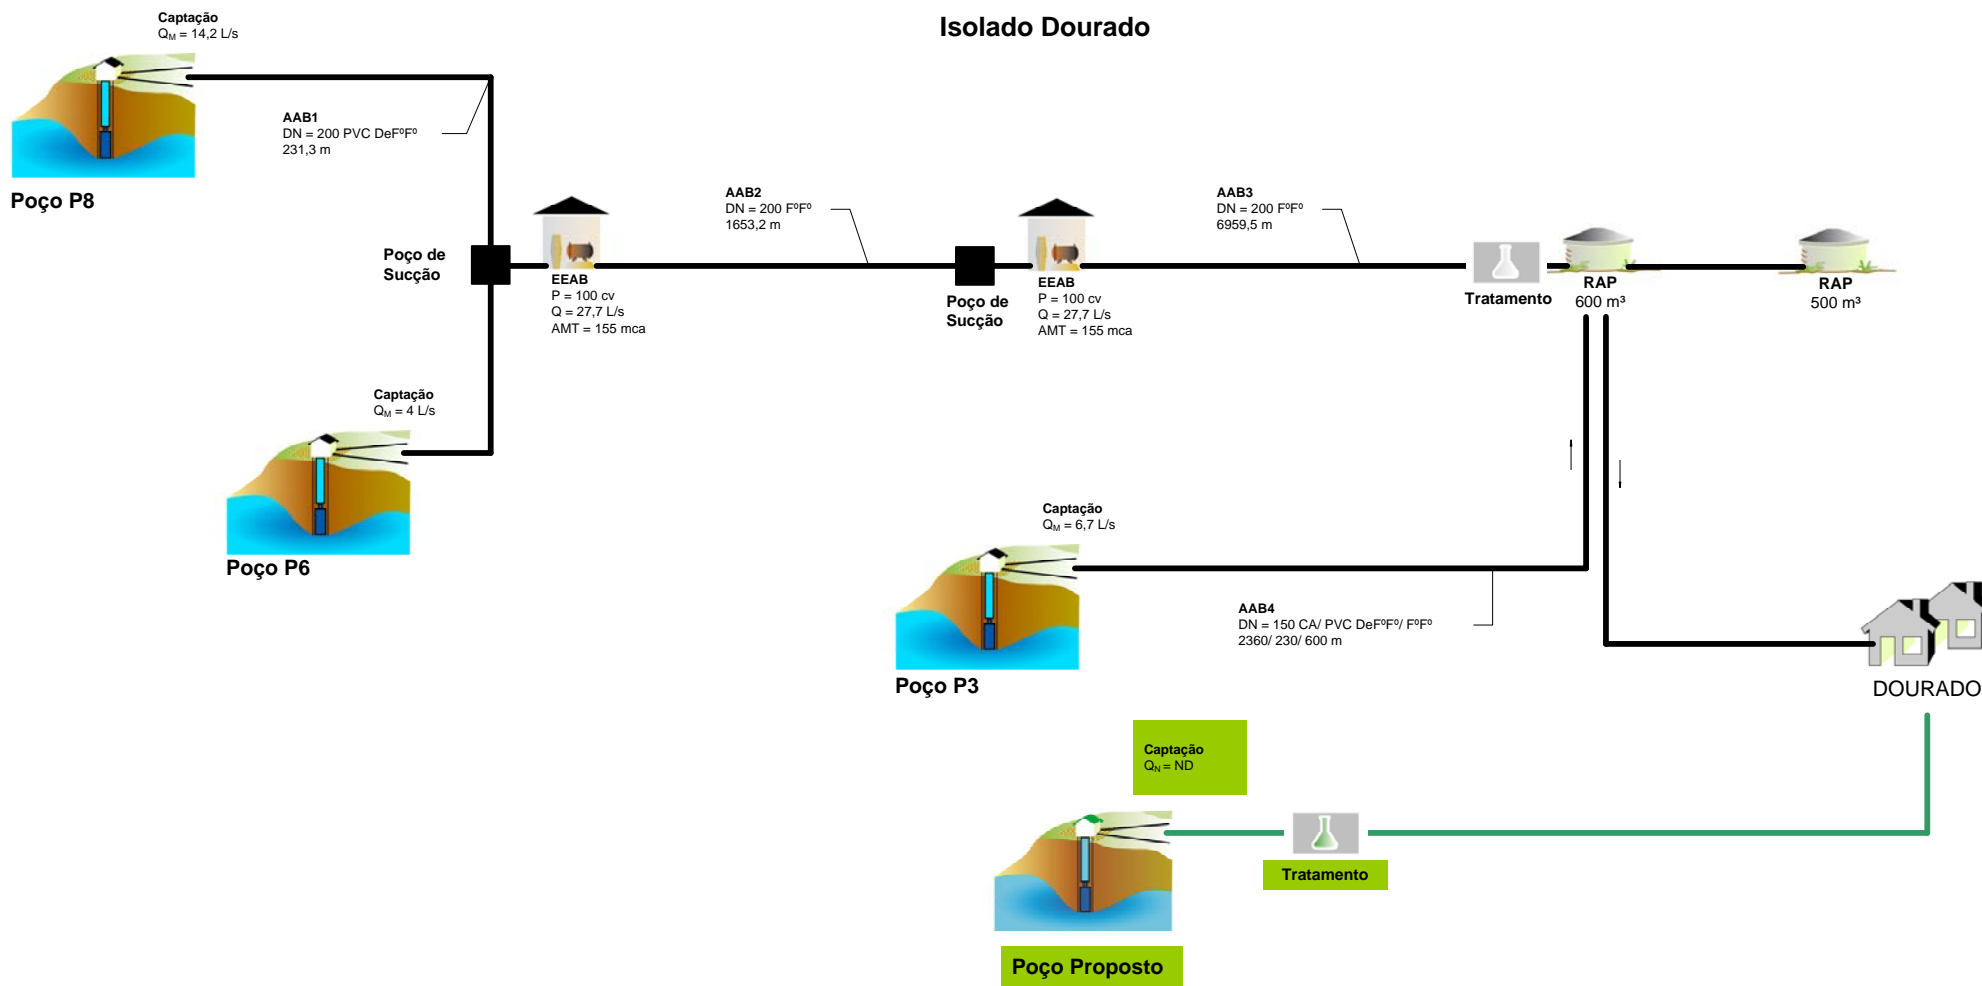 Isolado Dourado
Captação
QM = 14,2 L/s
AAB1
DN = 200 PVC DeFºFº
231,3 m
Poço P8
Poço de
Sucção
EEAB
P = 100 cv
Q = 27,7 L/s
AMT = 155 mca
AAB2
DN = 200 FºFº
1653,2 m
Poço de
Sucção
EEAB
P = 100 cv
Q = 27,7 L/s
AMT = 155 mca
AAB3
DN = 200 FºFº
6959,5 m
Tratamento
RAP
600 m³
RAP
500 m³
Captação
QM = 4 L/s
Poço P6
Captação
QM = 6,7 L/s
AAB4
DN = 150 CA/ PVC DeFºFº/ FºFº
2360/ 230/ 600 m
Poço P3
DOURADO
Captação
QN = ND
Tratamento
Poço Proposto